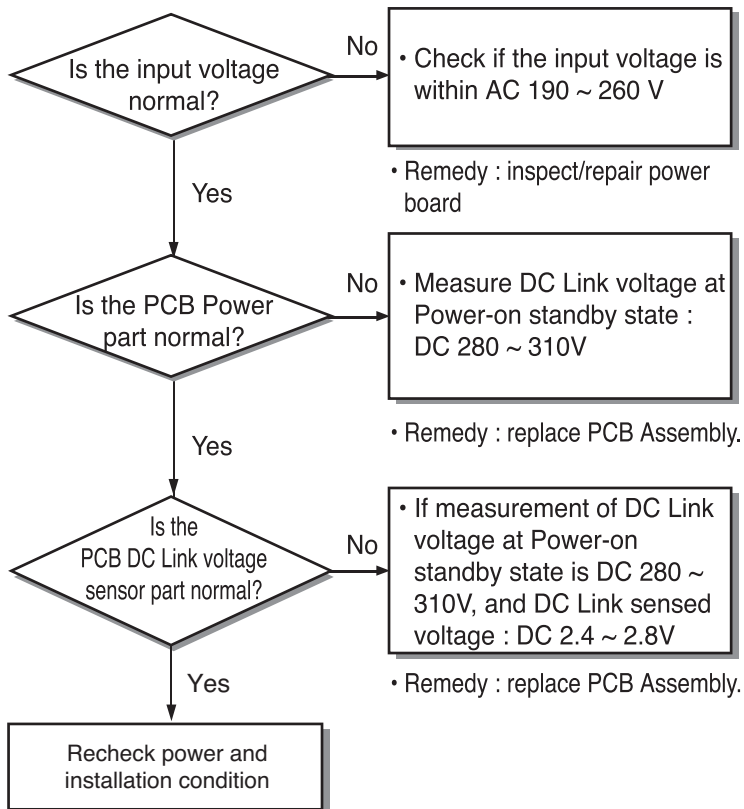 Is the input voltage
normal?
No
• Check if the input voltage is
within AC 190 ~ 260 V
• Remedy : inspect/repair power
board
Yes
Is the PCB Power
part normal?
No
• Measure DC Link voltage at
Power-on standby state :
DC 280 ~ 310V
• Remedy : replace PCB Assembly.
Yes
Is the
PCB DC Link voltage
sensor part normal?
No
• If measurement of DC Link
voltage at Power-on
standby state is DC 280 ~
310V, and DC Link sensed
voltage : DC 2.4 ~ 2.8V
• Remedy : replace PCB Assembly.
Yes
Recheck power and
installation condition